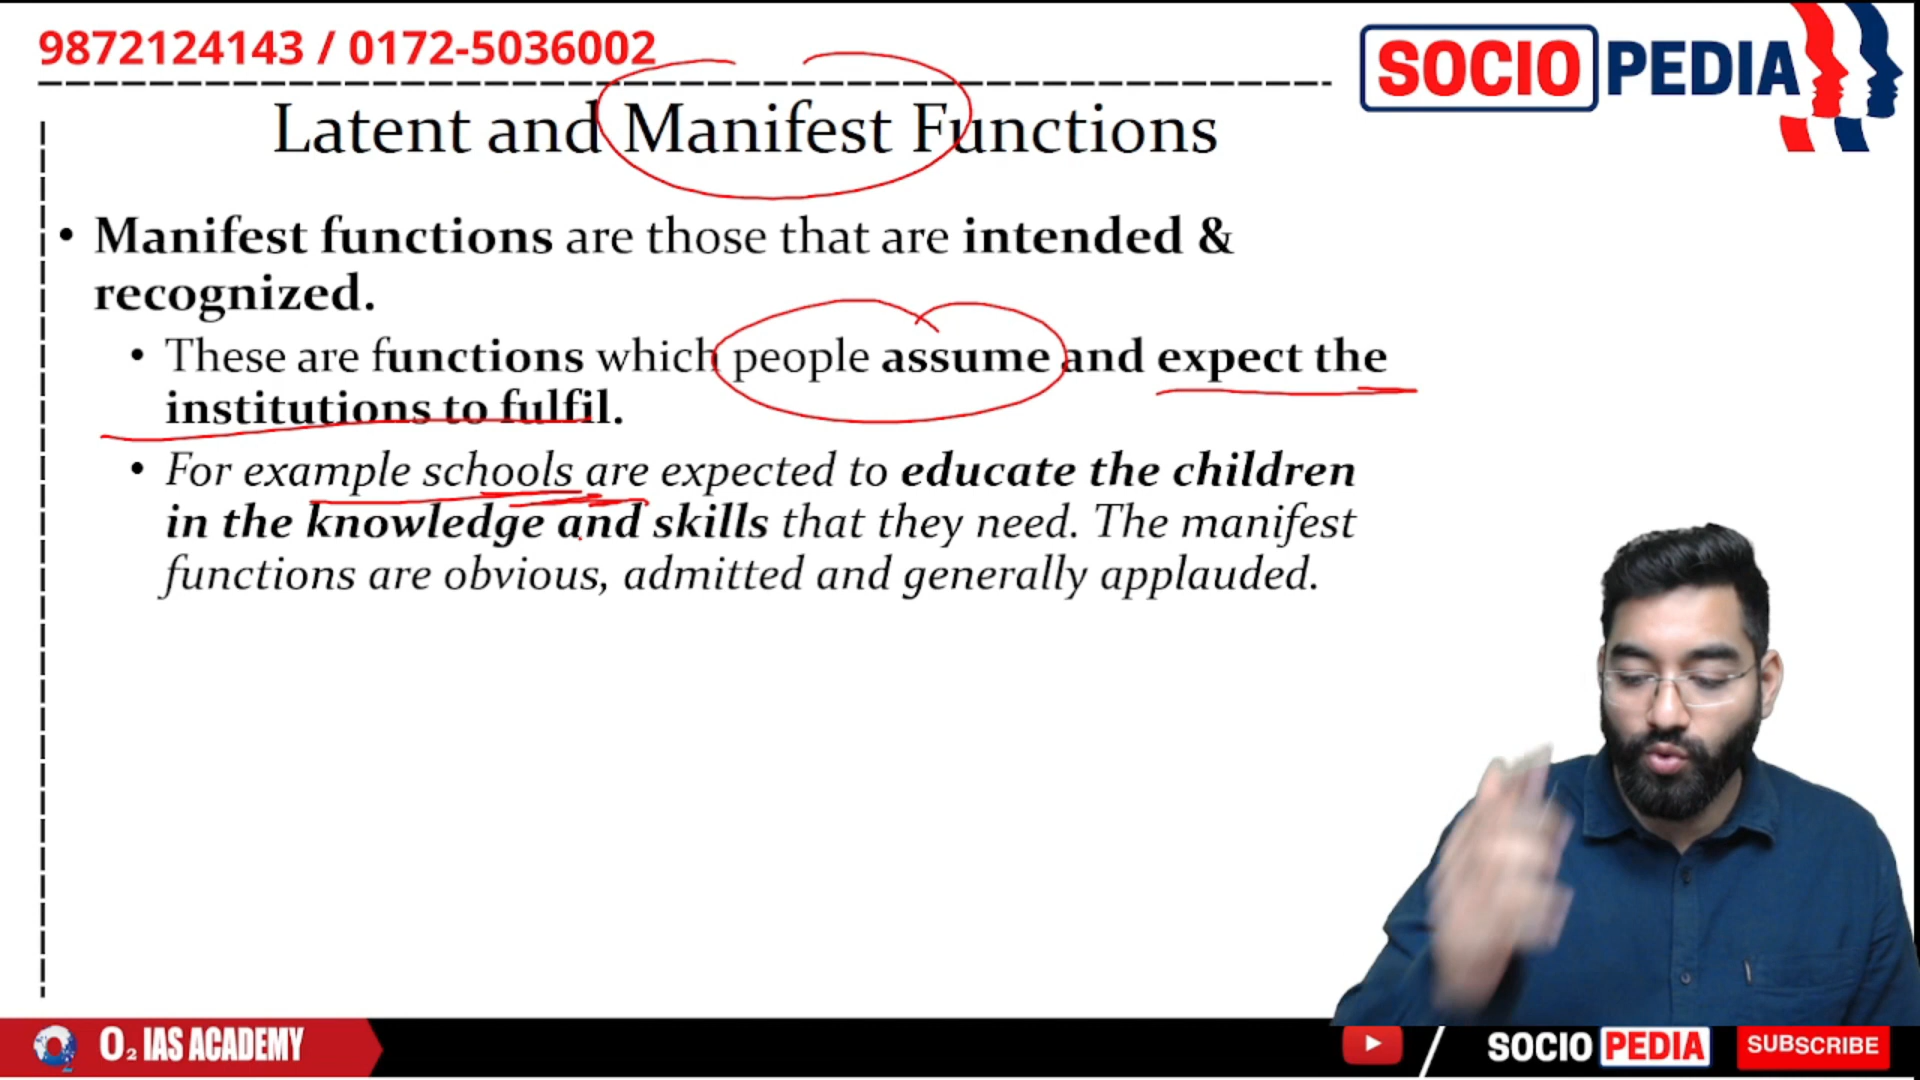 9872124143 / 0172-5036002
SOCIO PEDIA
Latent and Manifest Functions
• Manifest functions are those that are intended &
recognized.
• These are functions which people assume and expect the
institutions to fulfil.
• For example schools are expected to educate the children
in the knowledge and skills that they need. The manifest
functions are obvious, admitted and generally applauded.
O₂ IAS ACADEMY
SOCIO PEDIA
SUBSCRIBE